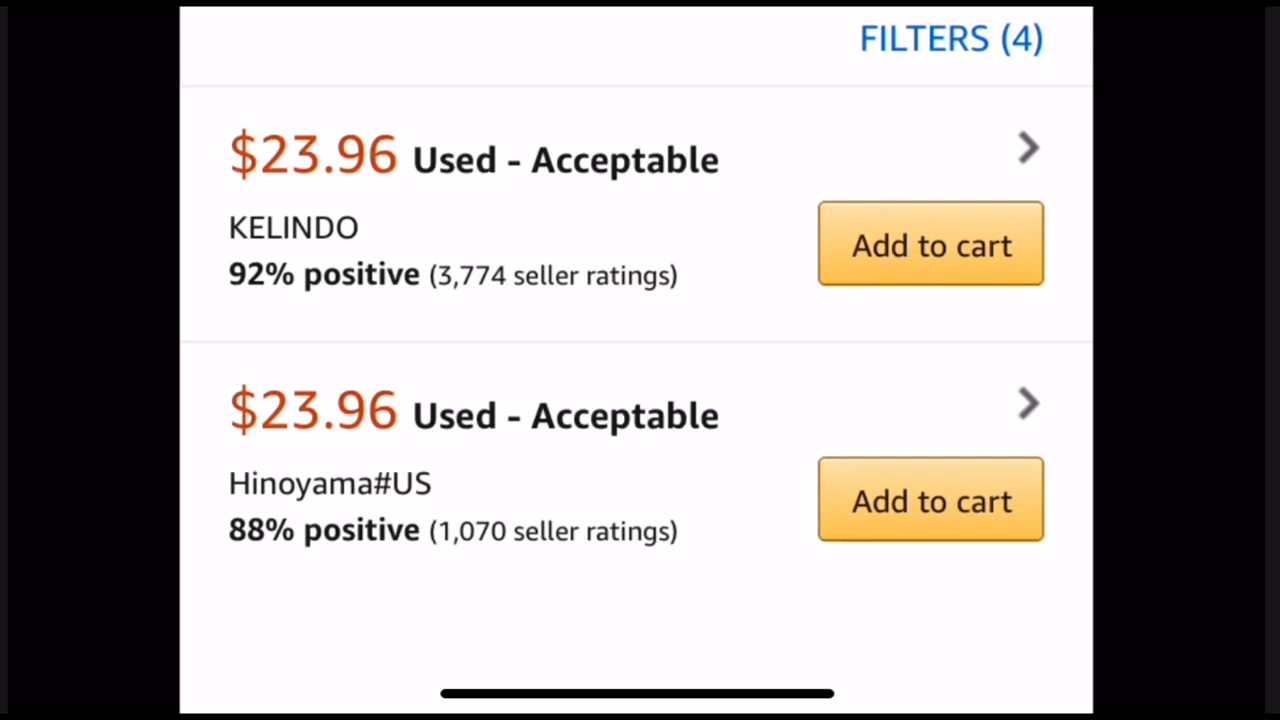 FILTERS (4)
$23.96 Used - Acceptable
KELINDO
92% positive (3,774 seller ratings)
Add to cart
$23.96 Used - Acceptable
Hinoyama#US
88% positive (1,070 seller ratings)
Add to cart